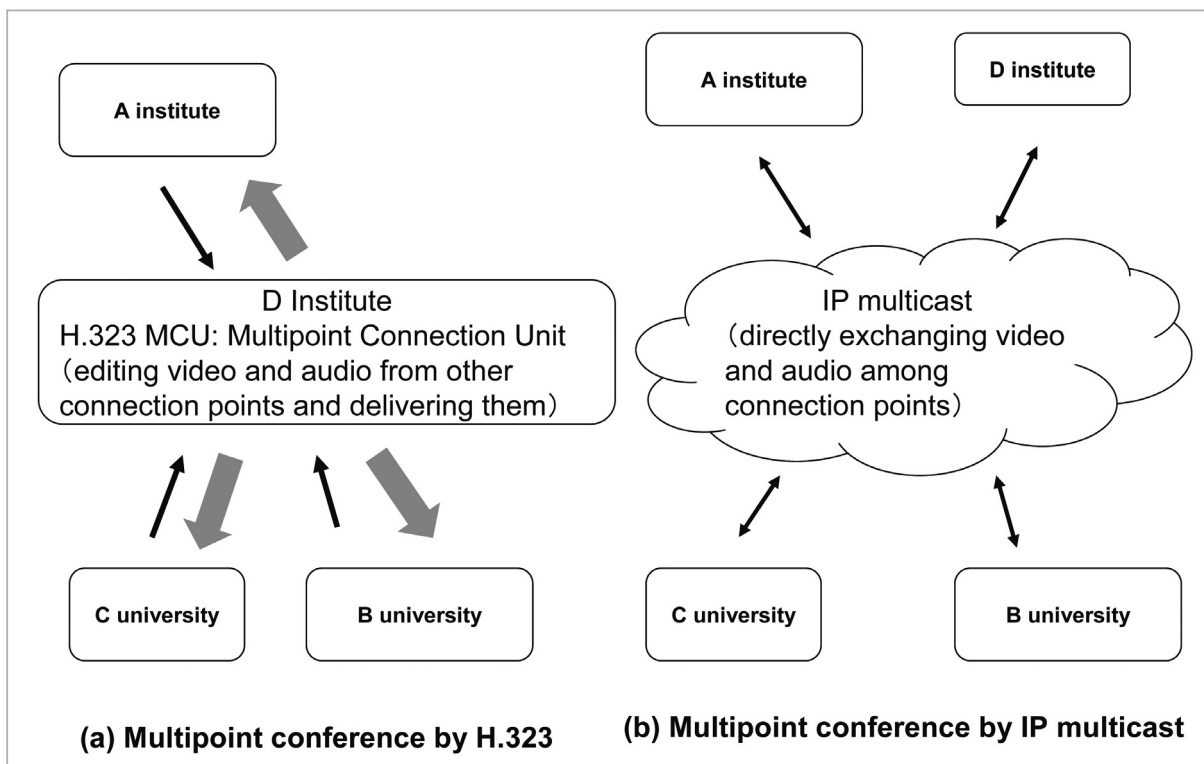 A institute
D Institute
H.323 MCU: Multipoint Connection Unit
（editing video and audio from other
connection points and delivering them）
C university
B university
(a) Multipoint conference by H.323
A institute
D institute
IP multicast
（directly exchanging video
and audio among
connection points）
C university
B university
(b) Multipoint conference by IP multicast